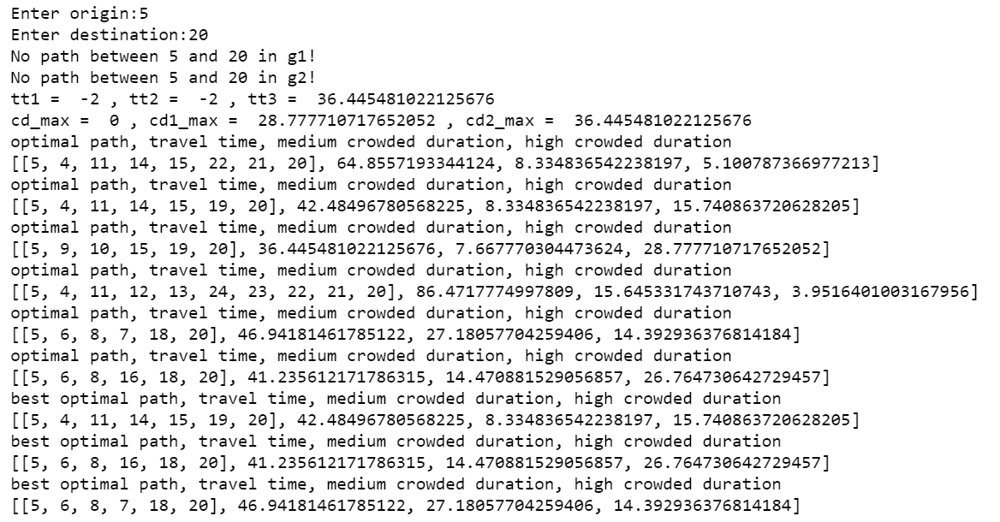 Enter origin:5
Enter destination:20
No path between 5 and 20 in g1!
No path between 5 and 20 in g2!
tt1 =  -2 , tt2 =  -2 , tt3 =  36.445481022125676
cd_max =  0 , cd1_max =  28.777710717652052 , cd2_max =  36.445481022125676
optimal path, travel time, medium crowded duration, high crowded duration
[[5, 4, 11, 14, 15, 22, 21, 20], 64.8557193344124, 8.334836542238197, 5.100787366977213]
optimal path, travel time, medium crowded duration, high crowded duration
[[5, 4, 11, 14, 15, 19, 20], 42.48496780568225, 8.334836542238197, 15.740863720628205]
optimal path, travel time, medium crowded duration, high crowded duration
[[5, 9, 10, 15, 19, 20], 36.445481022125676, 7.667770304473624, 28.777710717652052]
optimal path, travel time, medium crowded duration, high crowded duration
[[5, 4, 11, 12, 13, 24, 23, 22, 21, 20], 86.4717774997809, 15.645331743710743, 3.9516401003167956]
optimal path, travel time, medium crowded duration, high crowded duration
[[5, 6, 8, 7, 18, 20], 46.94181461785122, 27.18057704259406, 14.392936376814184]
optimal path, travel time, medium crowded duration, high crowded duration
[[5, 6, 8, 16, 18, 20], 41.235612171786315, 14.470881529056857, 26.764730642729457]
best optimal path, travel time, medium crowded duration, high crowded duration
[[5, 4, 11, 14, 15, 19, 20], 42.48496780568225, 8.334836542238197, 15.740863720628205]
best optimal path, travel time, medium crowded duration, high crowded duration
[[5, 6, 8, 16, 18, 20], 41.235612171786315, 14.470881529056857, 26.764730642729457]
best optimal path, travel time, medium crowded duration, high crowded duration
[[5, 6, 8, 7, 18, 20], 46.94181461785122, 27.18057704259406, 14.392936376814184]